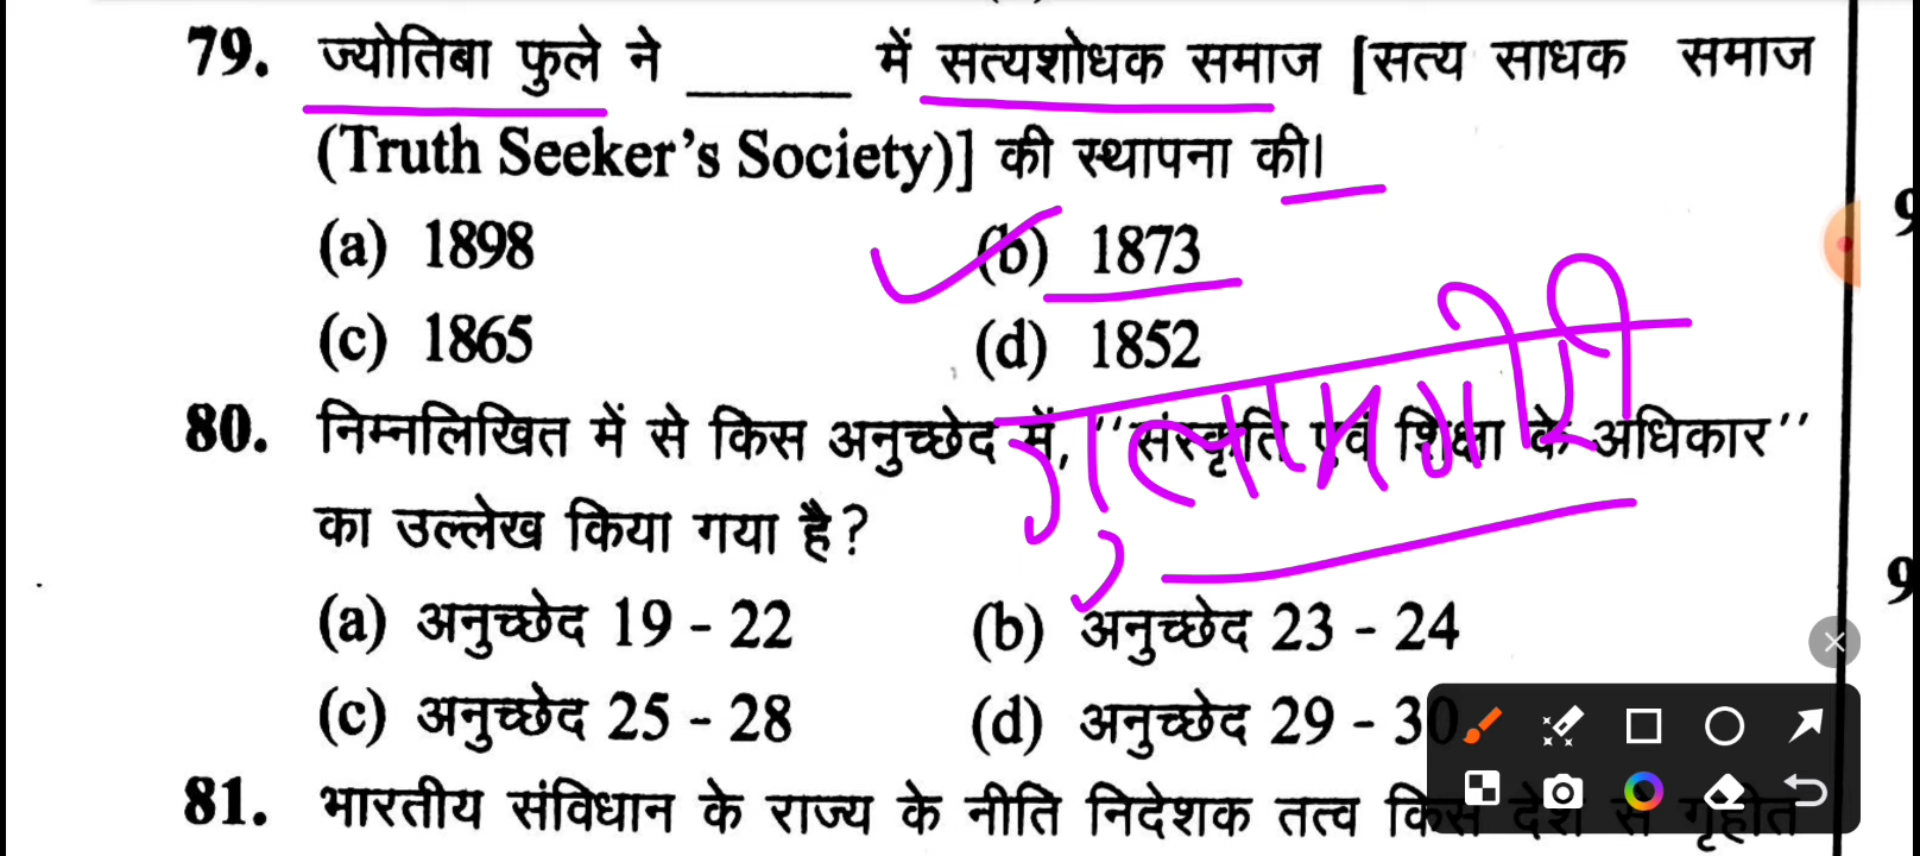 79. ज्योतिबा फुले ने ______ में सत्यशोधक समाज [सत्य साधक समाज
(Truth Seeker's Society)] की स्थापना की।
(a) 1898 (b) 1873
(c) 1865 (d) 1852
गुलामगीरी
80. निम्नलिखित में से किस अनुच्छेद में, ''संस्कृति एवं शिक्षा के अधिकार''
का उल्लेख किया गया है?
(a) अनुच्छेद 19 - 22 (b) अनुच्छेद 23 - 24
(c) अनुच्छेद 25 - 28 (d) अनुच्छेद 29 - 30
81. भारतीय संविधान के राज्य के नीति निदेशक तत्व किस देश से गृहीत